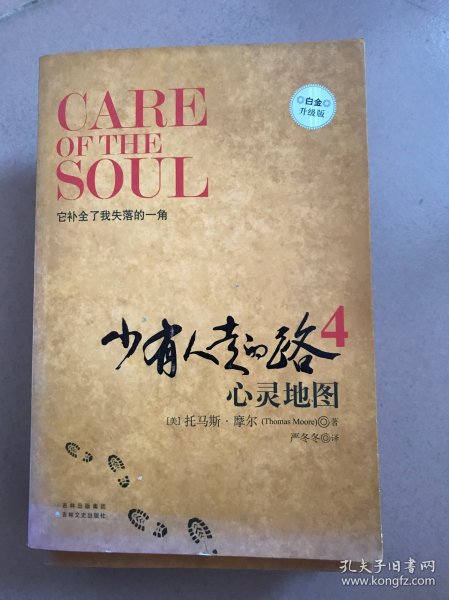 CARE
OF THE
SOUL
白金
升级版
它补全了我失落的一角
少有人走的路4
心灵地图
[美] 托马斯·摩尔 (Thomas Moore)◎著
严冬冬◎译
吉林出版集团
吉林文史出版社
孔夫子旧书网
www.kongfz.com